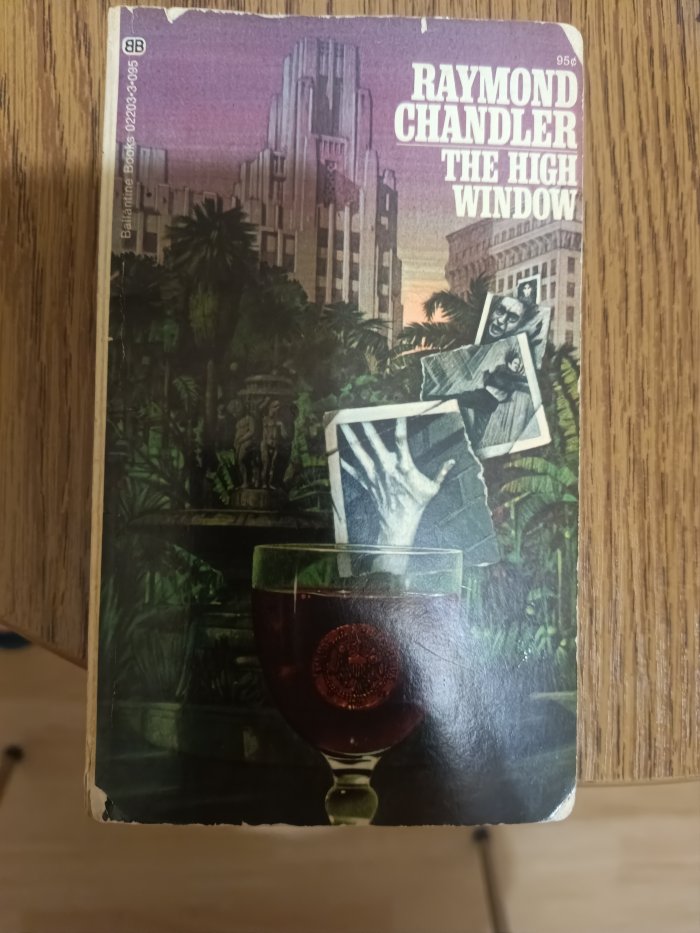 BB
Ballantine Books 02203-3-095
95¢
RAYMOND
CHANDLER
THE HIGH
WINDOW